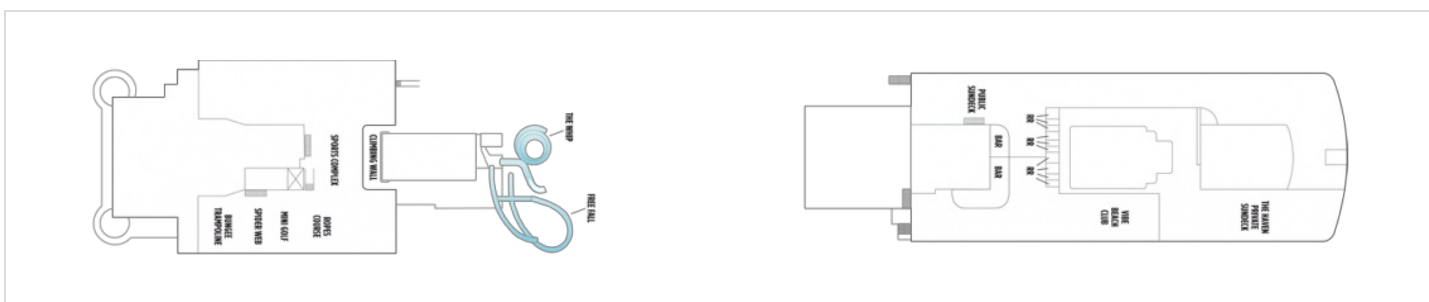 BUNGEE
TRAMPOLINE
SPIDER WEB
MINI GOLF
ROPES
COURSE
SPORTS COMPLEX
CLIMBING WALL
THE WHIP
FREE FALL
PUBLIC
SUNDECK
BAR
BAR
RR
RR
RR
VIBE
BEACH
CLUB
THE HAVEN
PRIVATE
SUNDECK